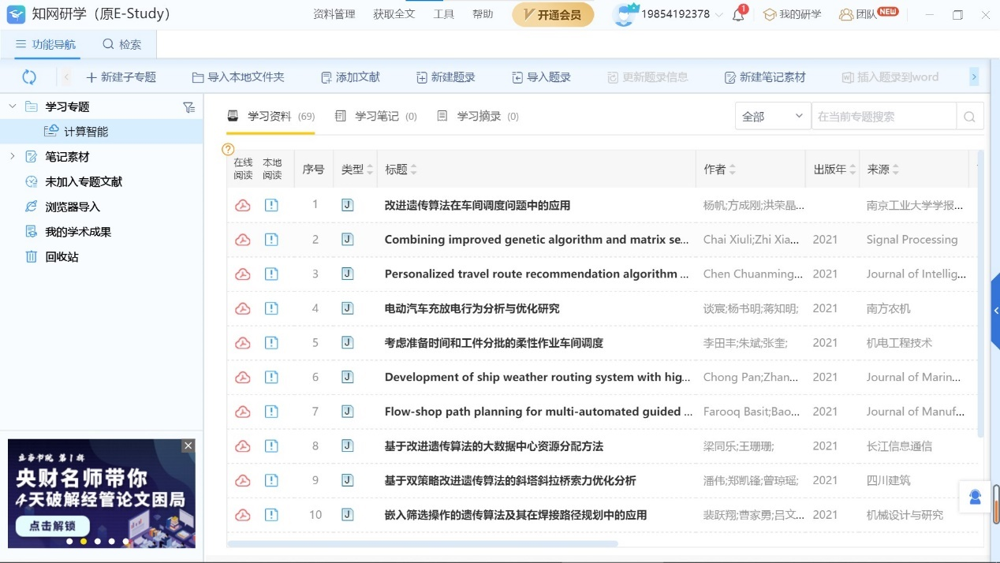 知网研学（原E-Study） 资料管理 获取全文 工具 帮助 开通会员 19854192378 1 我的研学 团队 NEW
功能导航 检索
新建子专题 导入本地文件夹 添加文献 新建题录 导入题录 更新题录信息 新建笔记素材 插入题录到word
学习专题
计算智能
笔记素材
未加入专题文献
浏览器导入
我的学术成果
回收站
学习资料 (69) 学习笔记 (0) 学习摘录 (0) 全部 在当前专题搜索
在线阅读 本地阅读 序号 类型 标题 作者 出版年 来源
1 J 改进遗传算法在车间调度问题中的应用 杨帆;方成刚;洪荣晶... 南京工业大学学报...
2 J Combining improved genetic algorithm and matrix se... Chai Xiuli;Zhi Xia... 2021 Signal Processing
3 J Personalized travel route recommendation algorithm ... Chen Chuanming... 2021 Journal of Intellig...
4 J 电动汽车充放电行为分析与优化研究 谈宸;杨书明;蒋知明; 2021 南方农机
5 J 考虑准备时间和工件分批的柔性作业车间调度 李田丰;朱斌;张奎; 2021 机电工程技术
6 J Development of ship weather routing system with hig... Chong Pan;Zhan... 2021 Journal of Marin...
7 J Flow-shop path planning for multi-automated guided ... Farooq Basit;Bao... 2021 Journal of Manuf...
8 J 基于改进遗传算法的大数据中心资源分配方法 梁同乐;王珊珊; 2021 长江信息通信
9 J 基于双策略改进遗传算法的斜塔斜拉桥索力优化分析 潘伟;郑凯锋;曾琼瑶; 2021 四川建筑
10 J 嵌入筛选操作的遗传算法及其在焊接路径规划中的应用 裴跃翔;曹家勇;吕文... 2021 机械设计与研究
第1辑
央财名师带你
4天破解经管论文困局
点击解锁